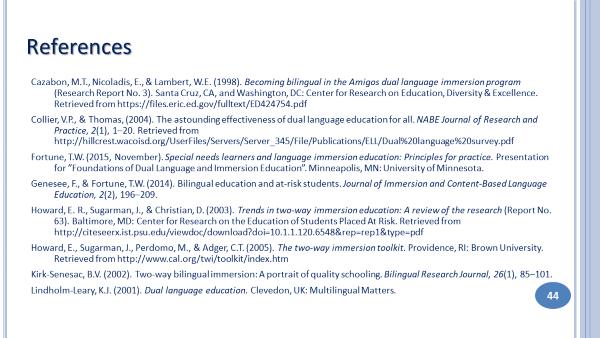 References
Cazabon, M.T., Nicoladis, E., & Lambert, W.E. (1998). Becoming bilingual in the Amigos dual language immersion program
(Research Report No. 3). Santa Cruz, CA, and Washington, DC: Center for Research on Education, Diversity & Excellence.
Retrieved from https://files.eric.ed.gov/fulltext/ED424754.pdf
Collier, V.P., & Thomas, (2004). The astounding effectiveness of dual language education for all. NABE Journal of Research and
Practice, 2(1), 1–20. Retrieved from
http://hillcrest.wacoisd.org/UserFiles/Servers/Server_345/File/Publications/ELL/Dual%20language%20survey.pdf
Fortune, T.W. (2015, November). Special needs learners and language immersion education: Principles for practice. Presentation
for "Foundations of Dual Language and Immersion Education". Minneapolis, MN: University of Minnesota.
Genesee, F., & Fortune, T.W. (2014). Bilingual education and at-risk students. Journal of Immersion and Content-Based Language
Education, 2(2), 196–209.
Howard, E. R., Sugarman, J., & Christian, D. (2003). Trends in two-way immersion education: A review of the research (Report No.
63). Baltimore, MD: Center for Research on the Education of Students Placed At Risk. Retrieved from
http://citeseerx.ist.psu.edu/viewdoc/download?doi=10.1.1.120.6548&rep=rep1&type=pdf
Howard, E., Sugarman, J., Perdomo, M., & Adger, C.T. (2005). The two-way immersion toolkit. Providence, RI: Brown University.
Retrieved from http://www.cal.org/twi/toolkit/index.htm
Kirk-Senesac, B.V. (2002). Two-way bilingual immersion: A portrait of quality schooling. Bilingual Research Journal, 26(1), 85–101.
Lindholm-Leary, K.J. (2001). Dual language education. Clevedon, UK: Multilingual Matters.
44